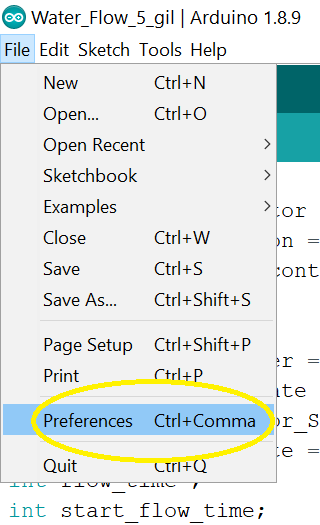 Water_Flow_5_gil | Arduino 1.8.9
File Edit Sketch Tools Help
New Ctrl+N
Open... Ctrl+O
Open Recent
Sketchbook
Examples
tor
Close Ctrl+W
on =
Save Ctrl+S
cont
Save As... Ctrl+Shift+S
Page Setup Ctrl+Shift+P
er =
Print Ctrl+P
ate
Preferences Ctrl+Comma
or_S
te =
Quit Ctrl+Q
int flow_time ;
int start_flow_time;